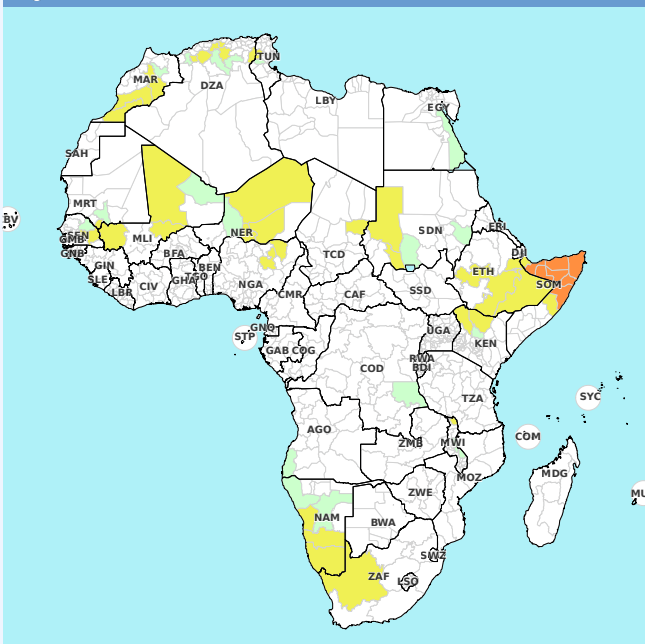 TUN
MAR
DZA
LBY
EGY
SAH
MRT
SEN
GMB
GNB
MLI
NER
SDN
ERI
BFA
TCD
DJI
GIN
BEN
TGO
GHA
SLE
CIV
LBR
NGA
ETH
SOM
CMR
CAF
SSD
GNQ
STP
UGA
KEN
GAB
COG
COD
RWA
BDI
TZA
SYC
AGO
COM
ZMB
MWI
MDG
MOZ
ZWE
NAM
BWA
SWZ
ZAF
LSO